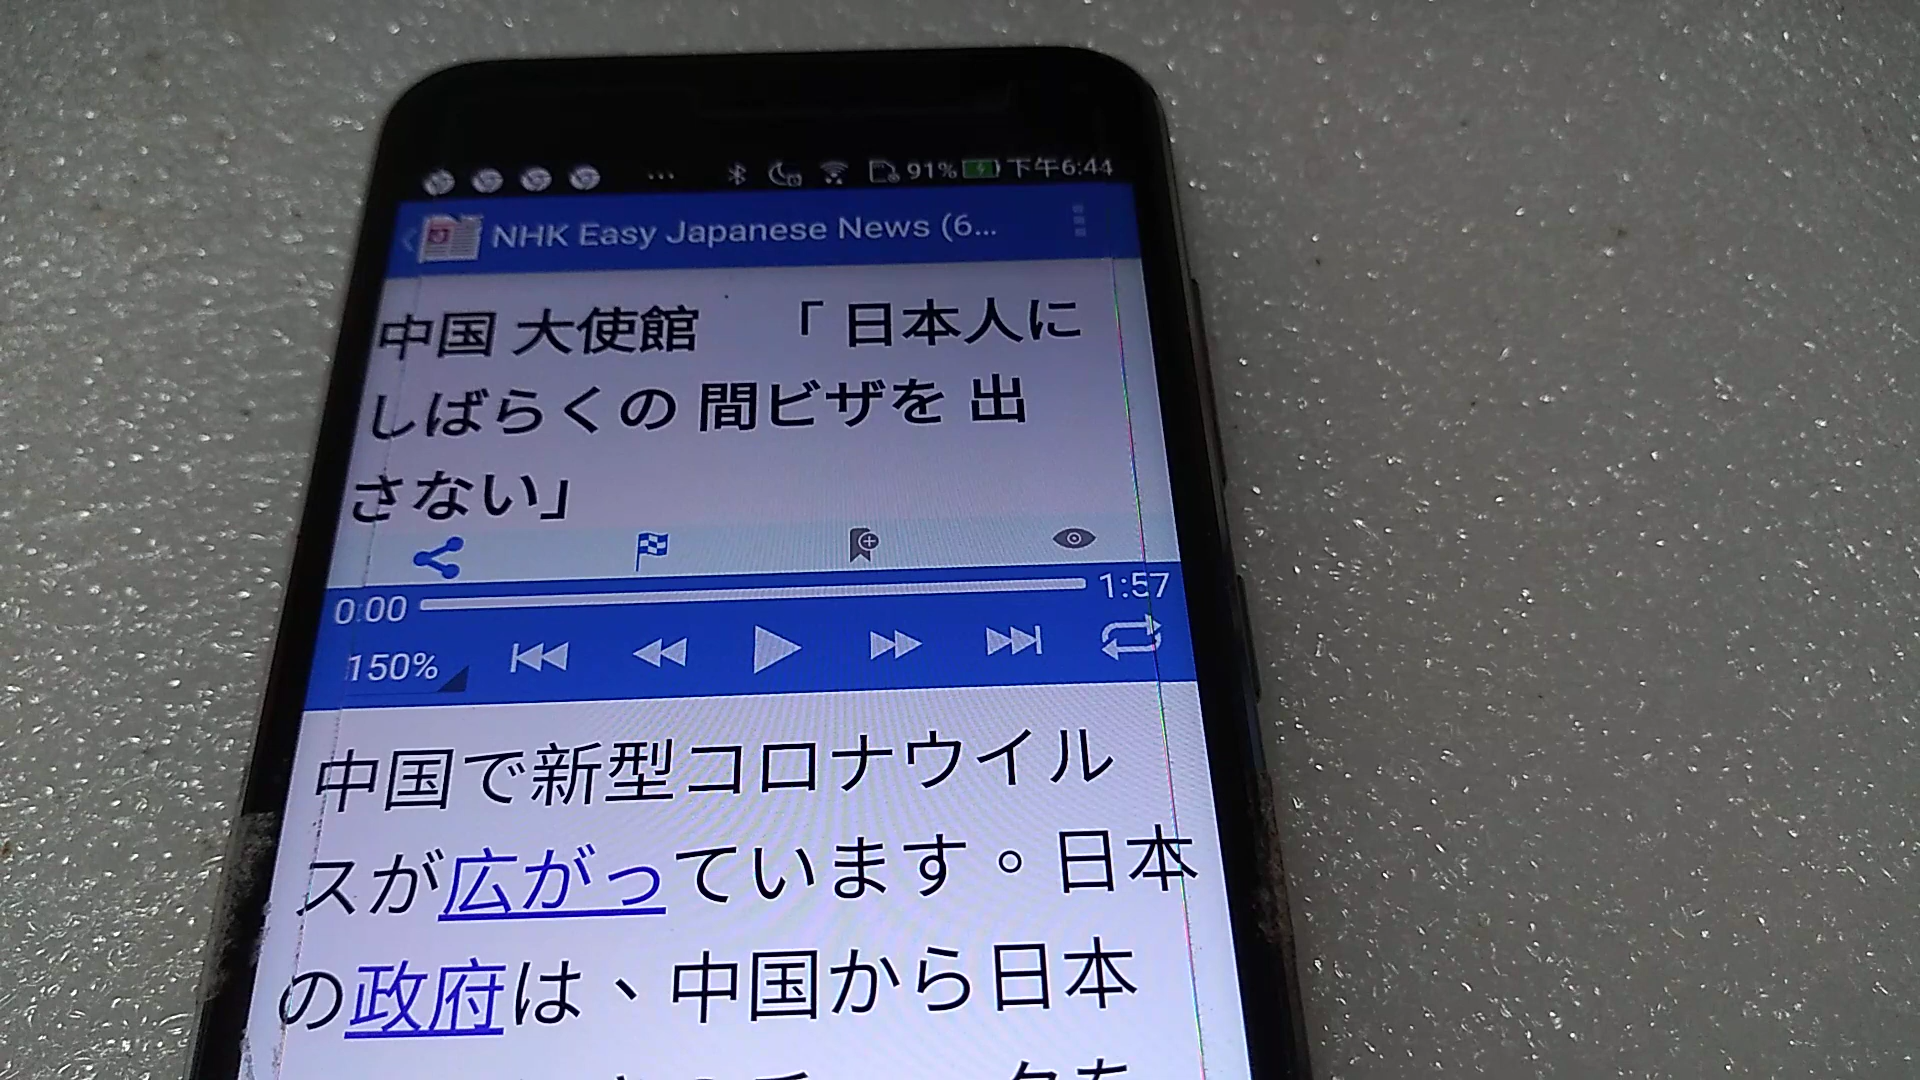 91% 下午6:44
NHK Easy Japanese News (6...
中国 大使館 「日本人に
しばらくの 間ビザを 出
さない」
0:00
1:57
150%
中国で新型コロナウイル
スが広がっています。日本
の政府は、中国から日本